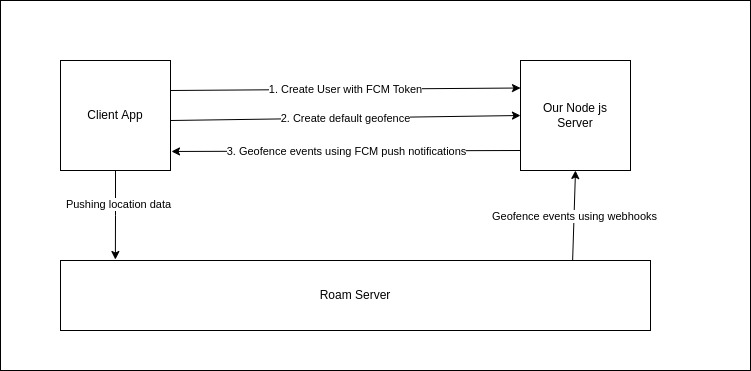 Client App
1. Create User with FCM Token
2. Create default geofence
3. Geofence events using FCM push notifications
Our Node js
Server
Pushing location data
Geofence events using webhooks
Roam Server